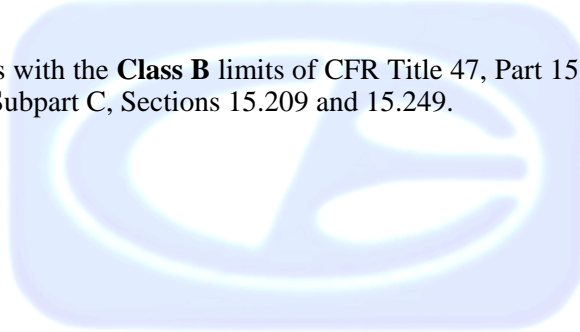 s with the Class B limits of CFR Title 47, Part 15
Subpart C, Sections 15.209 and 15.249.